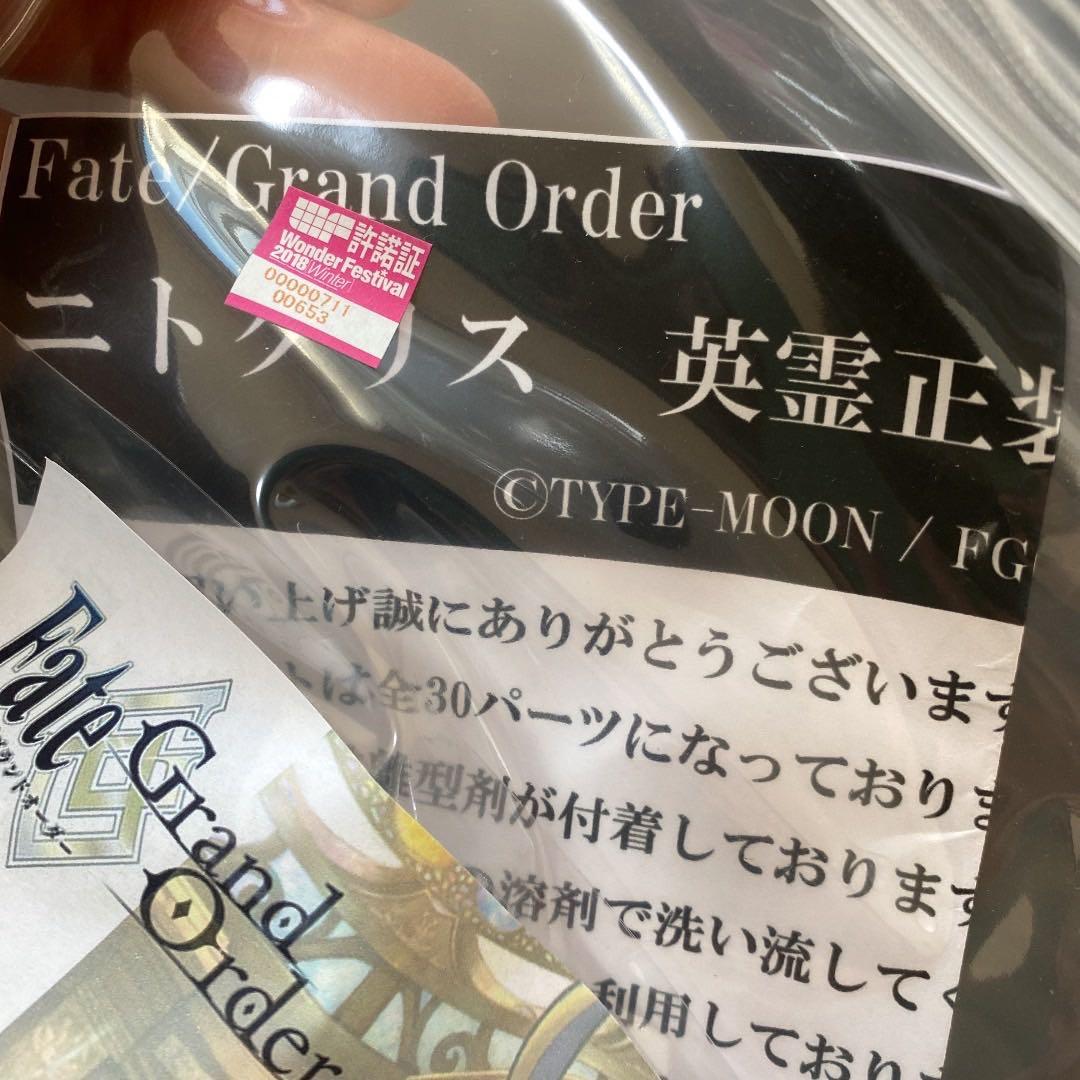 Fate/Grand Order
許諾証
Wonder Festival
2018 Winter
00000711
00653
ニトクリス 英霊正装
©TYPE-MOON / FG
上げ誠にありがとうございます
は全30パーツになっておりま
離型剤が付着しております
溶剤で洗い流してく
利用しており
Fate
Grand
Order